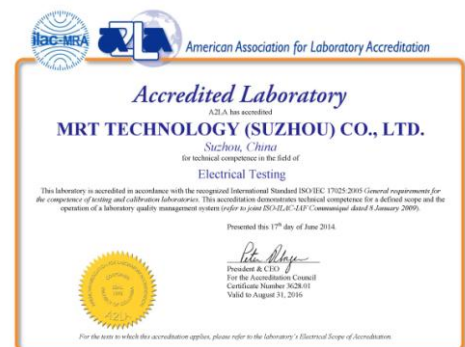 ilac-MRA
A2LA
American Association for Laboratory Accreditation
Accredited Laboratory
A2LA has accredited
MRT TECHNOLOGY (SUZHOU) CO., LTD.
Suzhou, China
for technical competence in the field of
Electrical Testing
This laboratory is accredited in accordance with the recognized International Standard ISO/IEC 17025:2005 General requirements for
the competence of testing and calibration laboratories. This accreditation demonstrates technical competence for a defined scope and the
operation of a laboratory quality management system (refer to joint ISO-ILAC-IAF Communiqué dated 8 January 2009).
Presented this 17th day of June 2014.
President & CEO
For the Accreditation Council
Certificate Number 3628.01
Valid to August 31, 2016
A2LA
For the tests to which this accreditation applies, please refer to the laboratory's Electrical Scope of Accreditation.